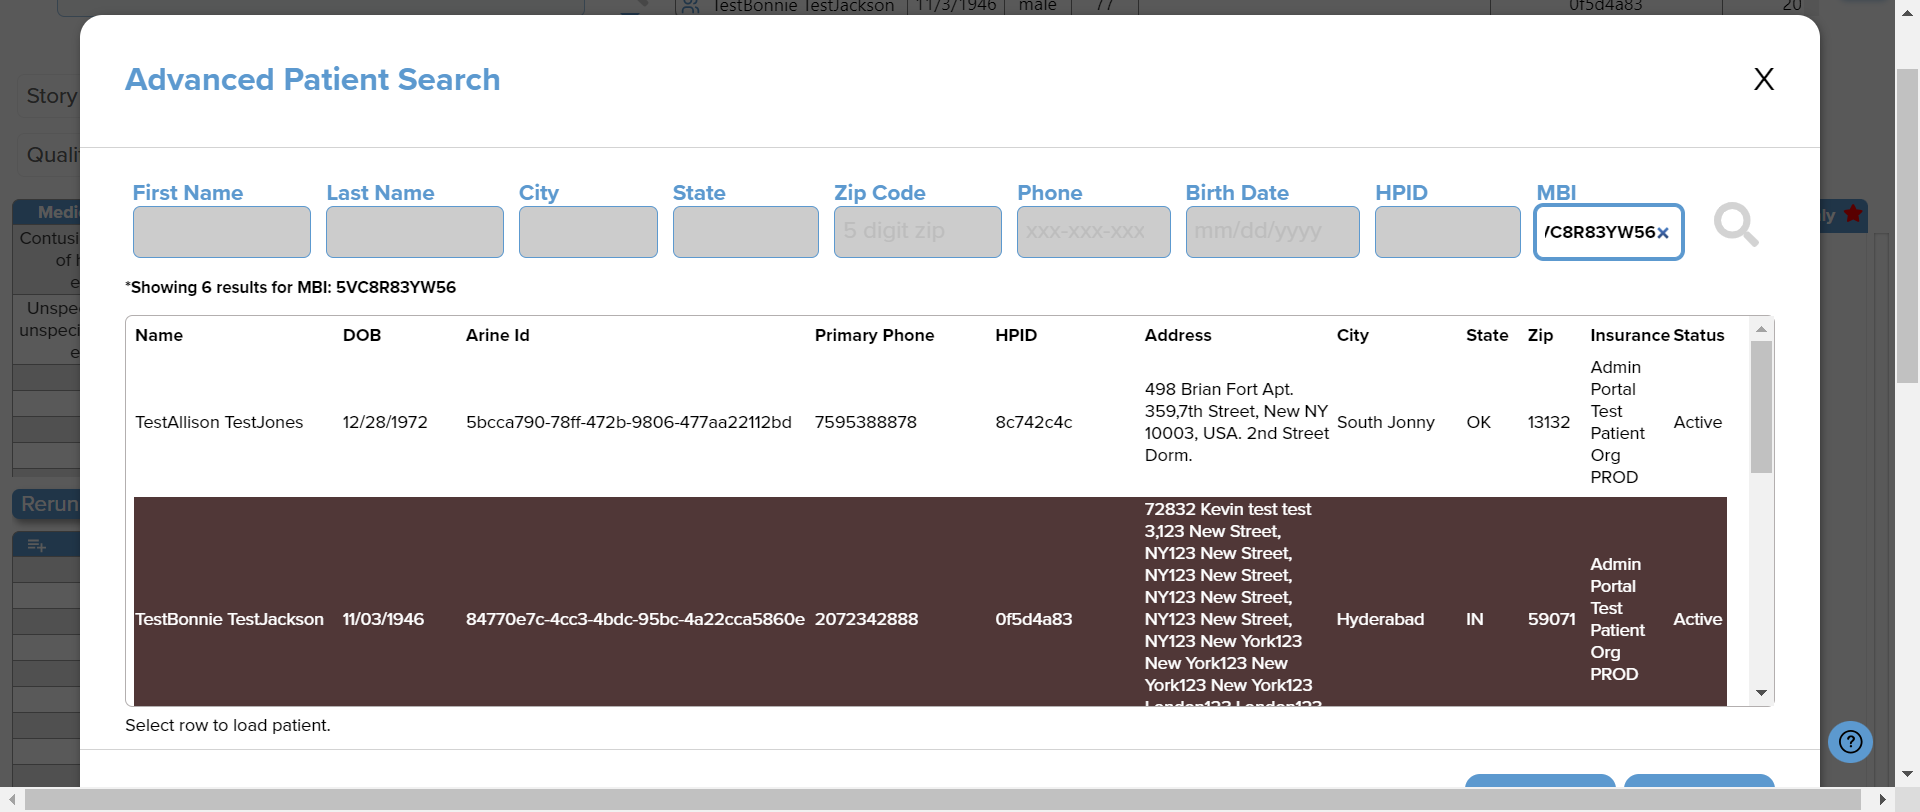 TestBonnie TestJackson 11/3/1946 male 77 0f5d4a83 20
Advanced Patient Search X
Story
Quali
Medi
ly
Contusi
of h
e
Unspe
unspeci
e
Rerun
First Name Last Name City State Zip Code Phone Birth Date HPID MBI
5 digit zip xxx-xxx-xxx mm/dd/yyyy VC8R83YW56 ×
*Showing 6 results for MBI: 5VC8R83YW56
Name DOB Arine Id Primary Phone HPID Address City State Zip Insurance Status
TestAllison TestJones 12/28/1972 5bcca790-78ff-472b-9806-477aa22112bd 7595388878 8c742c4c
498 Brian Fort Apt.
359,7th Street, New NY
10003, USA. 2nd Street
Dorm.
South Jonny OK 13132
Admin
Portal
Test
Patient
Org
PROD
Active
TestBonnie TestJackson 11/03/1946 84770e7c-4cc3-4bdc-95bc-4a22cca5860e 2072342888 0f5d4a83
72832 Kevin test test
3,123 New Street,
NY123 New Street,
NY123 New Street,
NY123 New Street,
NY123 New Street,
NY123 New York123
New York123 New
York123 New York123
London123 London123
Hyderabad IN 59071
Admin
Portal
Test
Patient
Org
PROD
Active
Select row to load patient.
?